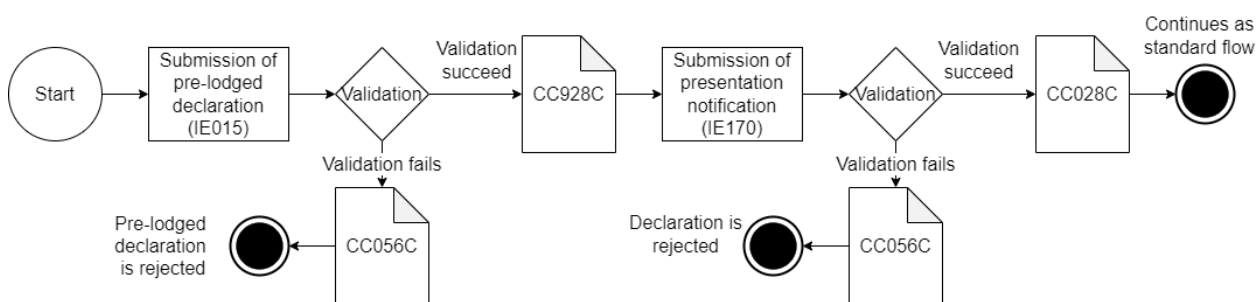 Start
Submission of
pre-lodged
declaration
(IE015)
Validation
Validation
succeed
CC928C
Submission of
presentation
notification
(IE170)
Validation
Validation
succeed
CC028C
Continues as
standard flow
Validation fails
CC056C
Pre-lodged
declaration
is rejected
Validation fails
CC056C
Declaration is
rejected